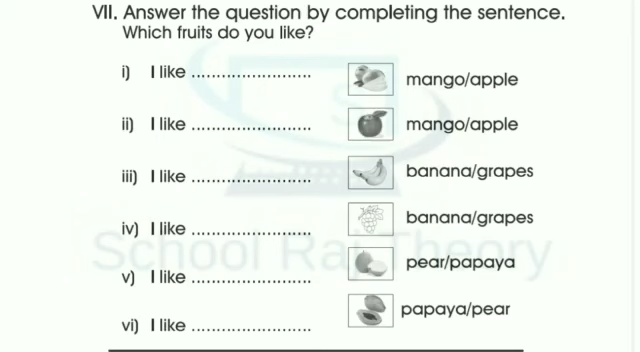 VII. Answer the question by completing the sentence.
Which fruits do you like?
i) I like ........................ mango/apple
ii) I like ........................ mango/apple
iii) I like ........................ banana/grapes
iv) I like ........................ banana/grapes
v) I like ........................ pear/papaya
vi) I like ........................ papaya/pear